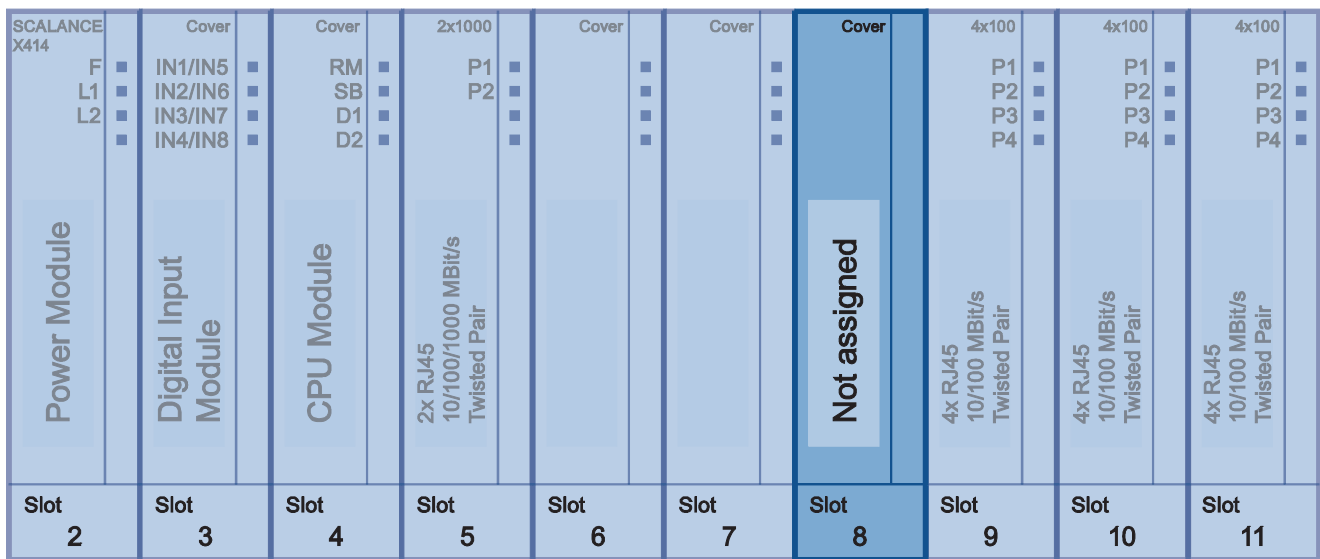 SCALANCE
X414
F
L1
L2
Power Module
Slot
2
Cover
IN1/IN5
IN2/IN6
IN3/IN7
IN4/IN8
Digital Input
Module
Slot
3
Cover
RM
SB
D1
D2
CPU Module
Slot
4
2x1000
P1
P2
2x RJ45
10/100/1000 MBit/s
Twisted Pair
Slot
5
Cover
Slot
6
Cover
Slot
7
Cover
Not assigned
Slot
8
4x100
P1
P2
P3
P4
4x RJ45
10/100 MBit/s
Twisted Pair
Slot
9
4x100
P1
P2
P3
P4
4x RJ45
10/100 MBit/s
Twisted Pair
Slot
10
4x100
P1
P2
P3
P4
4x RJ45
10/100 MBit/s
Twisted Pair
Slot
11